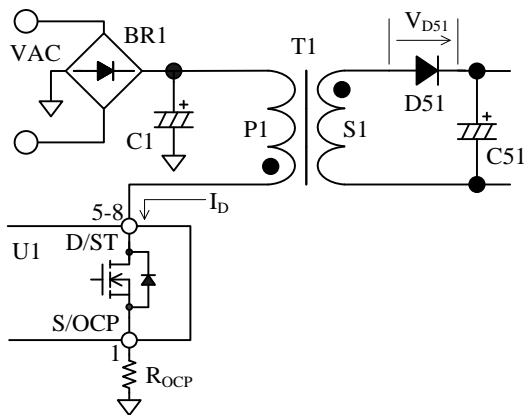 VAC
BR1
T1
V_D51
D51
C1
P1
S1
C51
5-8
I_D
D/ST
U1
S/OCP
1
R_OCP
+
+